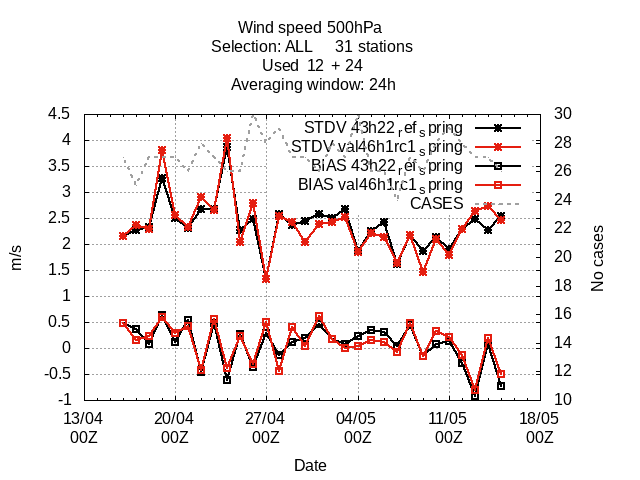 Wind speed 500hPa
Selection: ALL 31 stations
Used 12 + 24
Averaging window: 24h
STDV 43h22_ref_spring
STDV val46h1rc1_spring
BIAS 43h22_ref_spring
BIAS val46h1rc1_spring
CASES
4.5
4
3.5
3
2.5
2
1.5
1
0.5
0
-0.5
-1
m/s
30
28
26
24
22
20
18
16
14
12
10
No cases
13/04 20/04 27/04 04/05 11/05 18/05
00Z 00Z 00Z 00Z 00Z 00Z
Date